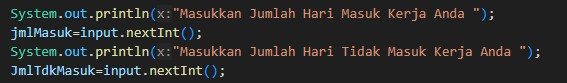 System.out.println(x:"Masukkan Jumlah Hari Masuk Kerja Anda ");
jmlMasuk=input.nextInt();
System.out.println(x:"Masukkan Jumlah Hari Tidak Masuk Kerja Anda ");
JmlTdkMasuk=input.nextInt();